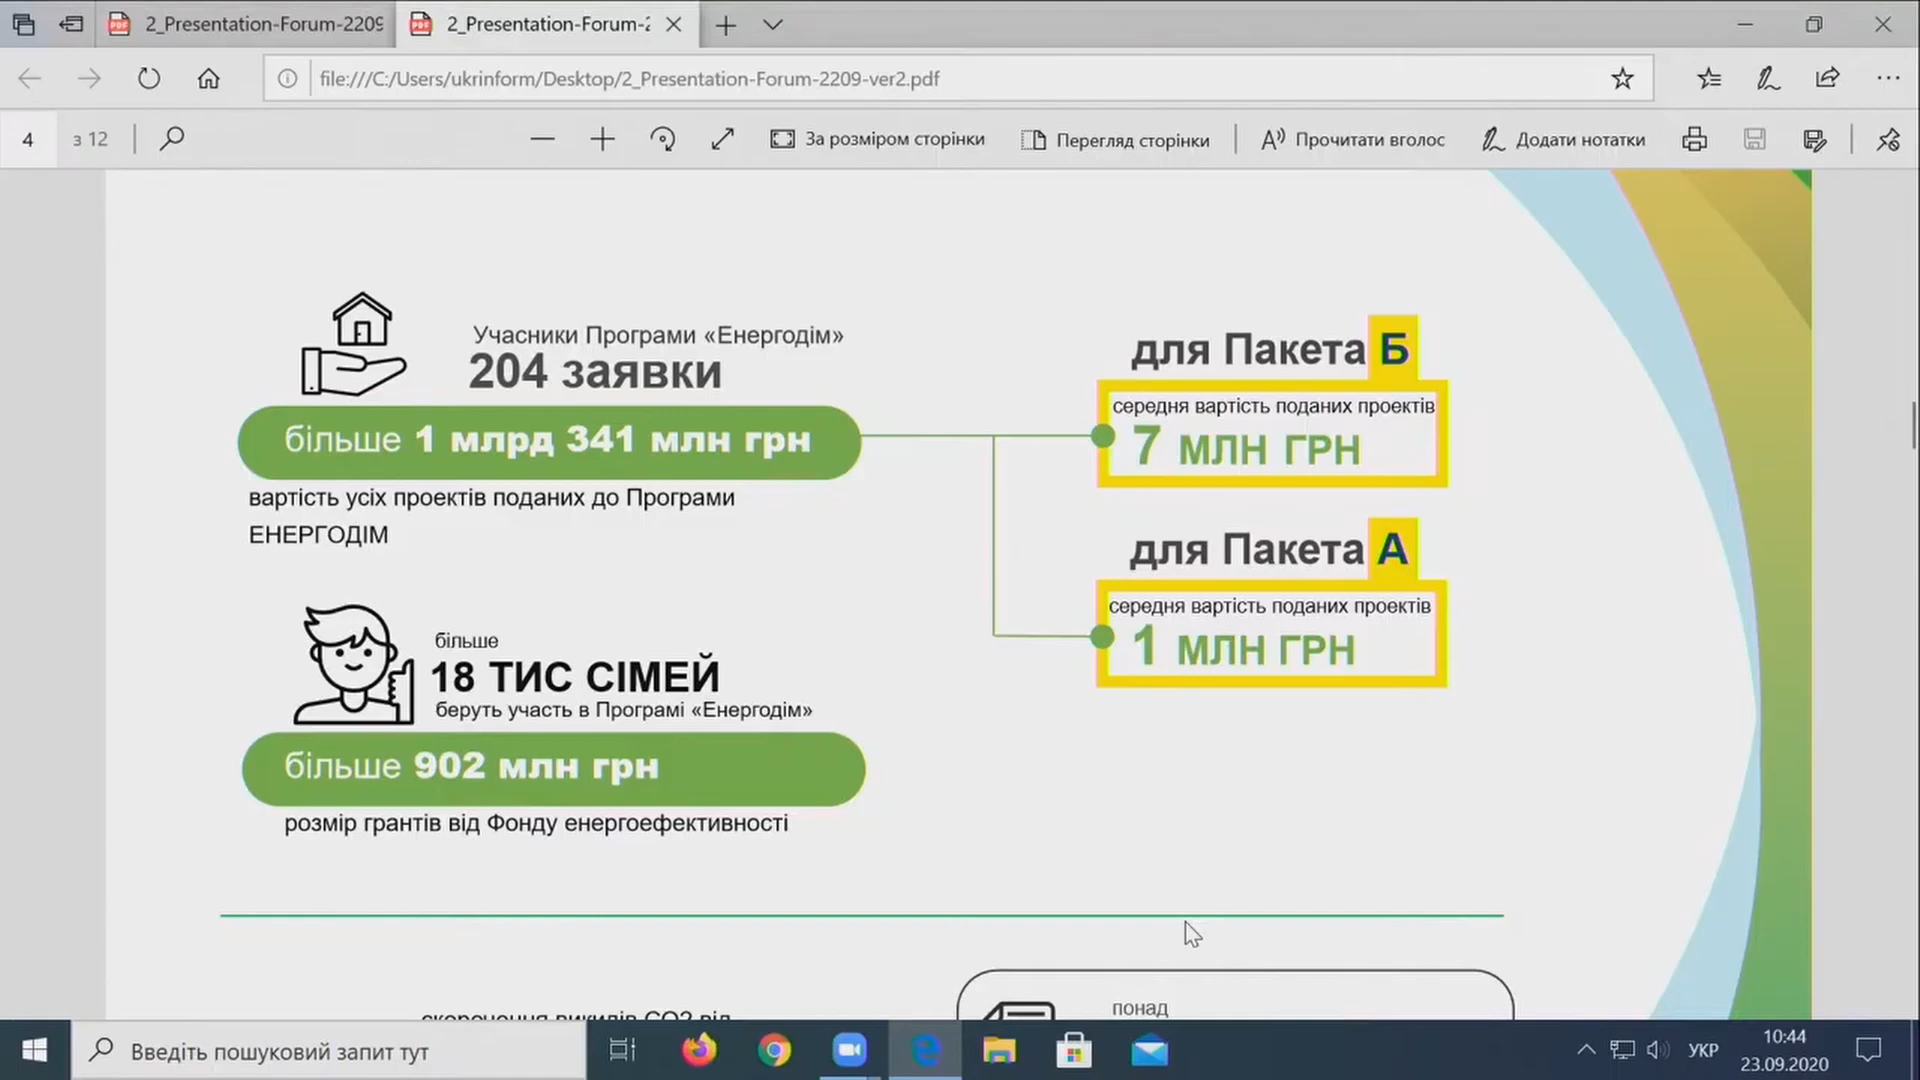 2_Presentation-Forum-2209
2_Presentation-Forum-2
file:///C:/Users/ukrinform/Desktop/2_Presentation-Forum-2209-ver2.pdf
4 з 12 За розміром сторінки Перегляд сторінки Прочитати вголос Додати нотатки
Учасники Програми «Енергодім»
204 заявки
більше 1 млрд 341 млн грн
вартість усіх проектів поданих до Програми
ЕНЕРГОДІМ
для Пакета Б
середня вартість поданих проектів
7 МЛН ГРН
для Пакета А
середня вартість поданих проектів
1 МЛН ГРН
більше
18 ТИС СІМЕЙ
беруть участь в Програмі «Енергодім»
більше 902 млн грн
розмір грантів від Фонду енергоефективності
скорочення викидів СО2 від
понад
Введіть пошуковий запит тут
УКР
10:44
23.09.2020